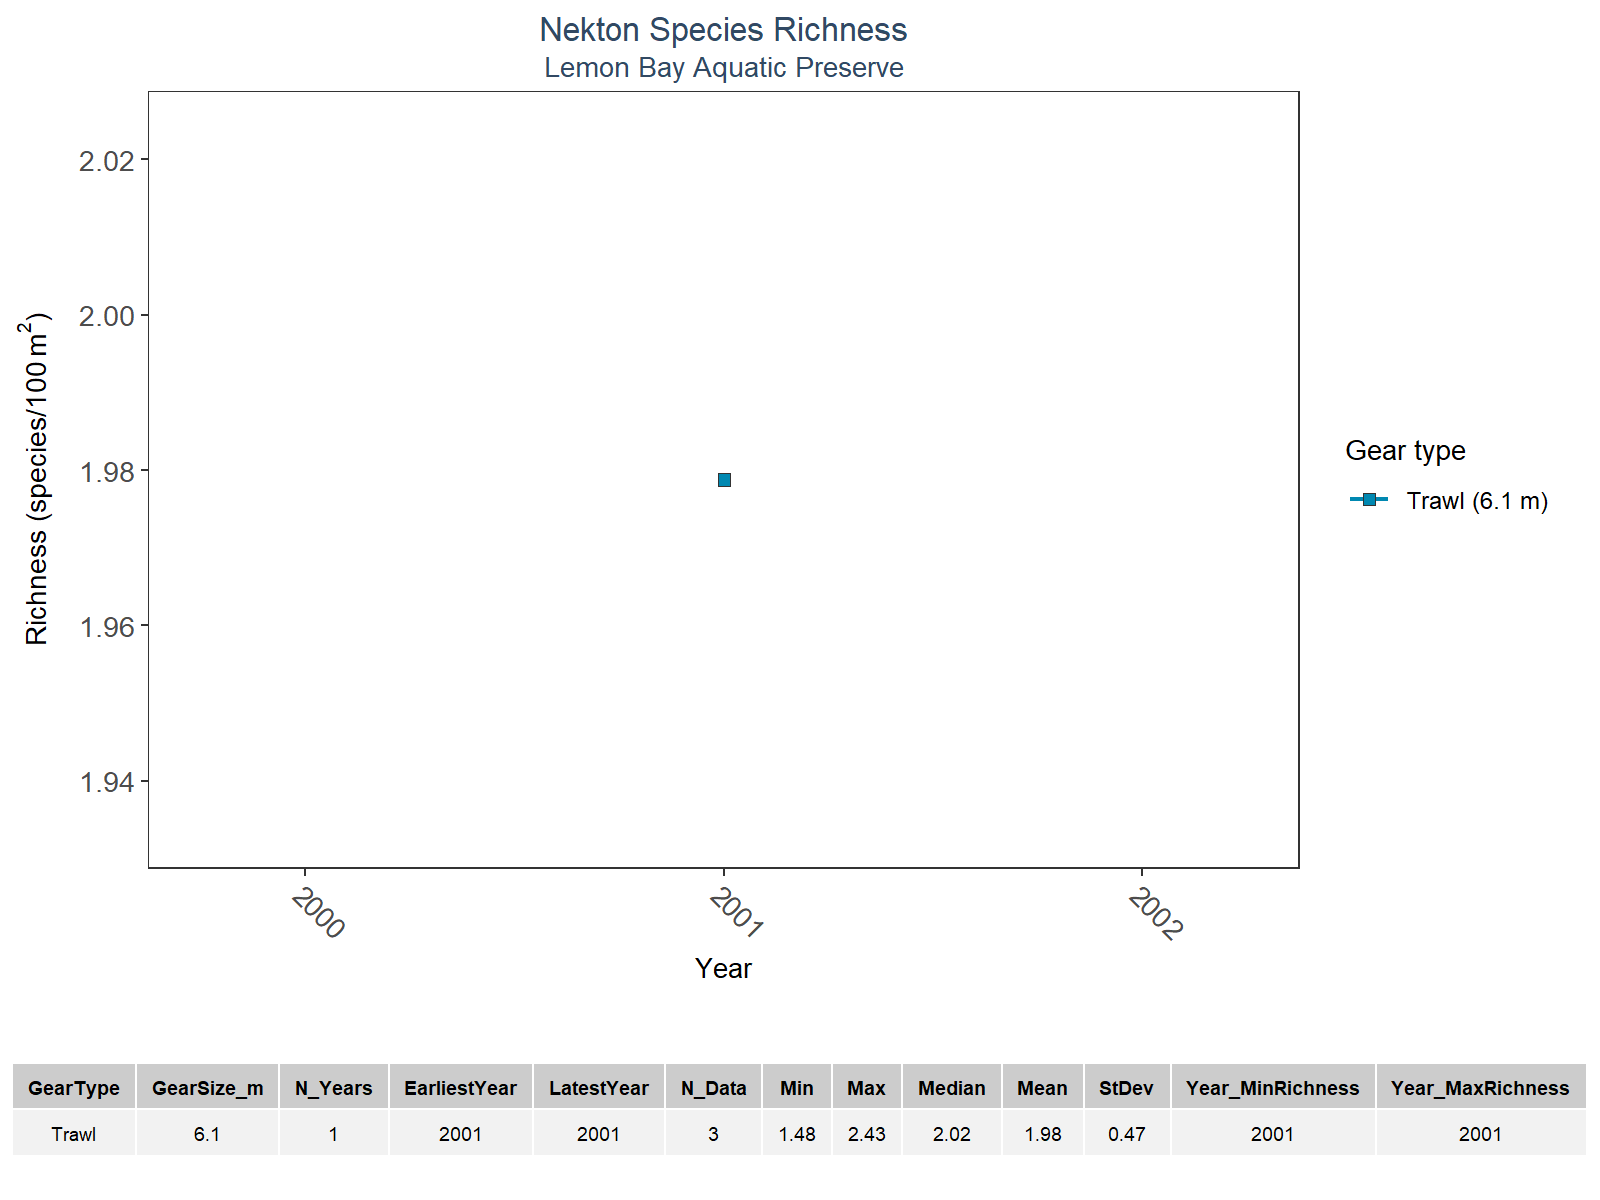 Nekton Species Richness
Lemon Bay Aquatic Preserve
2.02
2.00
1.98
1.96
1.94
Richness (species/100 m²)
2000
2001
2002
Year
Gear type
Trawl (6.1 m)
GearType GearSize_m N_Years EarliestYear LatestYear N_Data Min Max Median Mean StDev Year_MinRichness Year_MaxRichness
Trawl 6.1 1 2001 2001 3 1.48 2.43 2.02 1.98 0.47 2001 2001